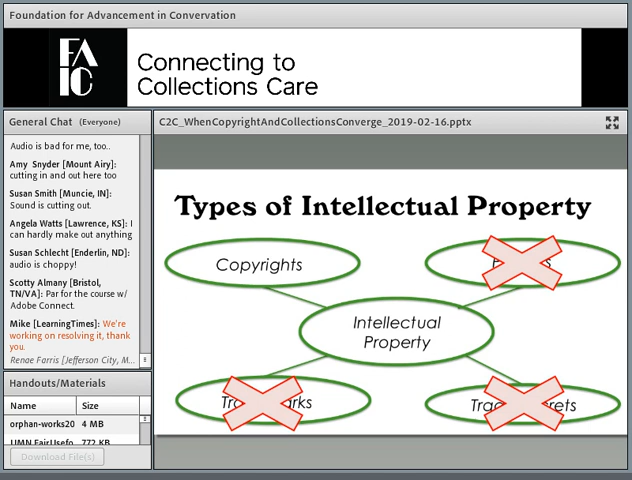 Foundation for Advancement in Convervation
FA
IC
Connecting to
Collections Care
General Chat (Everyone)
Audio is bad for me, too..
Amy Snyder [Mount Airy]:
cutting in and out here too
Susan Smith [Muncie, IN]:
Sound is cutting out.
Angela Watts [Lawrence, KS]: I
can hardly make out anything
Susan Schlecht [Enderlin, ND]:
audio is choppy!
Scotty Almany [Bristol,
TN/VA]: Par for the course w/
Adobe Connect.
Mike [LearningTimes]: We're
working on resolving it, thank
you.
Renae Farris [Jefferson City, M...
Handouts/Materials
Name Size
orphan-works20 4 MB
UMN FairUsefo 772 KB
Download File(s)
C2C_WhenCopyrightAndCollectionsConverge_2019-02-16.pptx
Types of Intellectual Property
Copyrights
Intellectual
Property